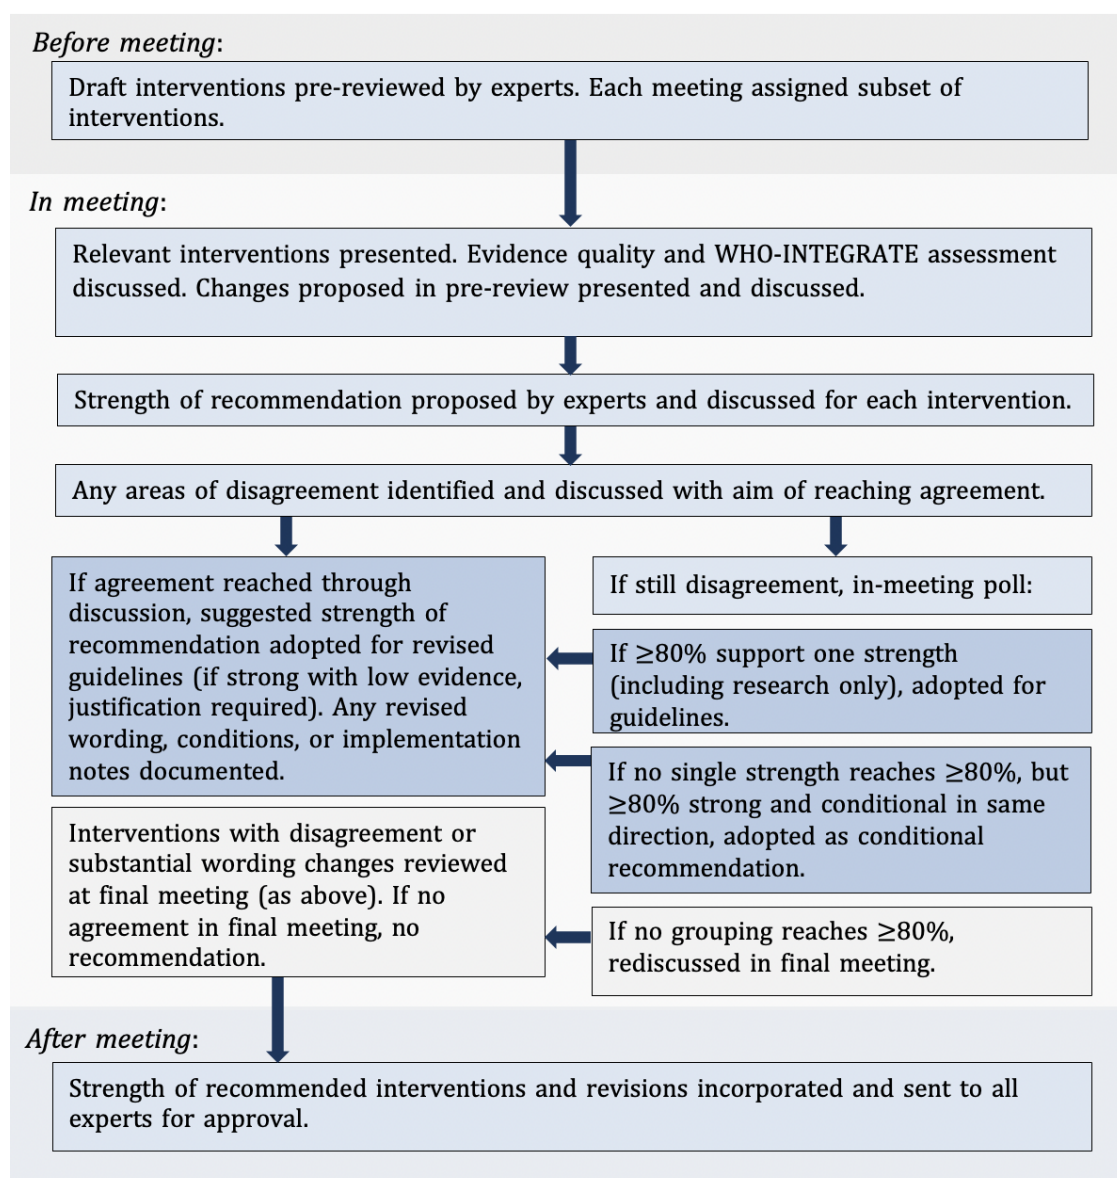 Before meeting:
Draft interventions pre-reviewed by experts. Each meeting assigned subset of
interventions.
In meeting:
Relevant interventions presented. Evidence quality and WHO-INTEGRATE assessment
discussed. Changes proposed in pre-review presented and discussed.
Strength of recommendation proposed by experts and discussed for each intervention.
Any areas of disagreement identified and discussed with aim of reaching agreement.
If agreement reached through
discussion, suggested strength of
recommendation adopted for revised
guidelines (if strong with low evidence,
justification required). Any revised
wording, conditions, or implementation
notes documented.
If still disagreement, in-meeting poll:
If ≥80% support one strength
(including research only), adopted for
guidelines.
If no single strength reaches ≥80%, but
≥80% strong and conditional in same
direction, adopted as conditional
recommendation.
If no grouping reaches ≥80%,
rediscussed in final meeting.
Interventions with disagreement or
substantial wording changes reviewed
at final meeting (as above). If no
agreement in final meeting, no
recommendation.
After meeting:
Strength of recommended interventions and revisions incorporated and sent to all
experts for approval.